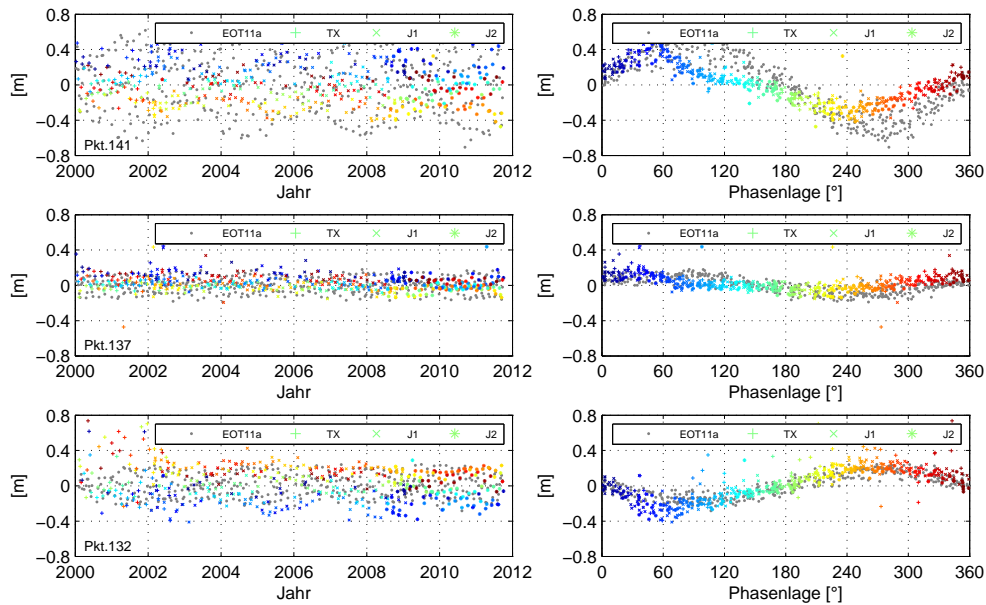 0.8
0.4
0
−0.4
−0.8
[m]
EOT11a TX J1 J2
Pkt.141
2000 2002 2004 2006 2008 2010 2012
Jahr
0.8
0.4
0
−0.4
−0.8
[m]
EOT11a TX J1 J2
0 60 120 180 240 300 360
Phasenlage [°]
0.8
0.4
0
−0.4
−0.8
[m]
EOT11a TX J1 J2
Pkt.137
2000 2002 2004 2006 2008 2010 2012
Jahr
0.8
0.4
0
−0.4
−0.8
[m]
EOT11a TX J1 J2
0 60 120 180 240 300 360
Phasenlage [°]
0.8
0.4
0
−0.4
−0.8
[m]
EOT11a TX J1 J2
Pkt.132
2000 2002 2004 2006 2008 2010 2012
Jahr
0.8
0.4
0
−0.4
−0.8
[m]
EOT11a TX J1 J2
0 60 120 180 240 300 360
Phasenlage [°]